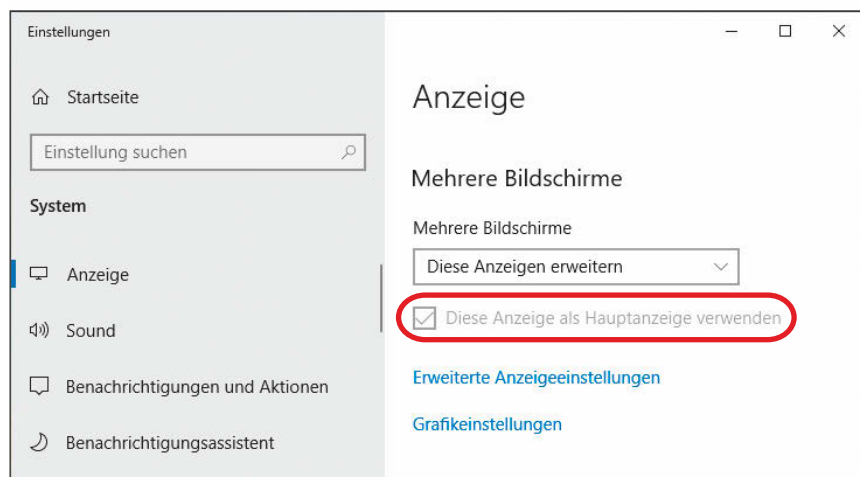 Einstellungen
Startseite
Einstellung suchen
System
Anzeige
Sound
Benachrichtigungen und Aktionen
Benachrichtigungsassistent
Anzeige
Mehrere Bildschirme
Mehrere Bildschirme
Diese Anzeigen erweitern
Diese Anzeige als Hauptanzeige verwenden
Erweiterte Anzeigeeinstellungen
Grafikeinstellungen